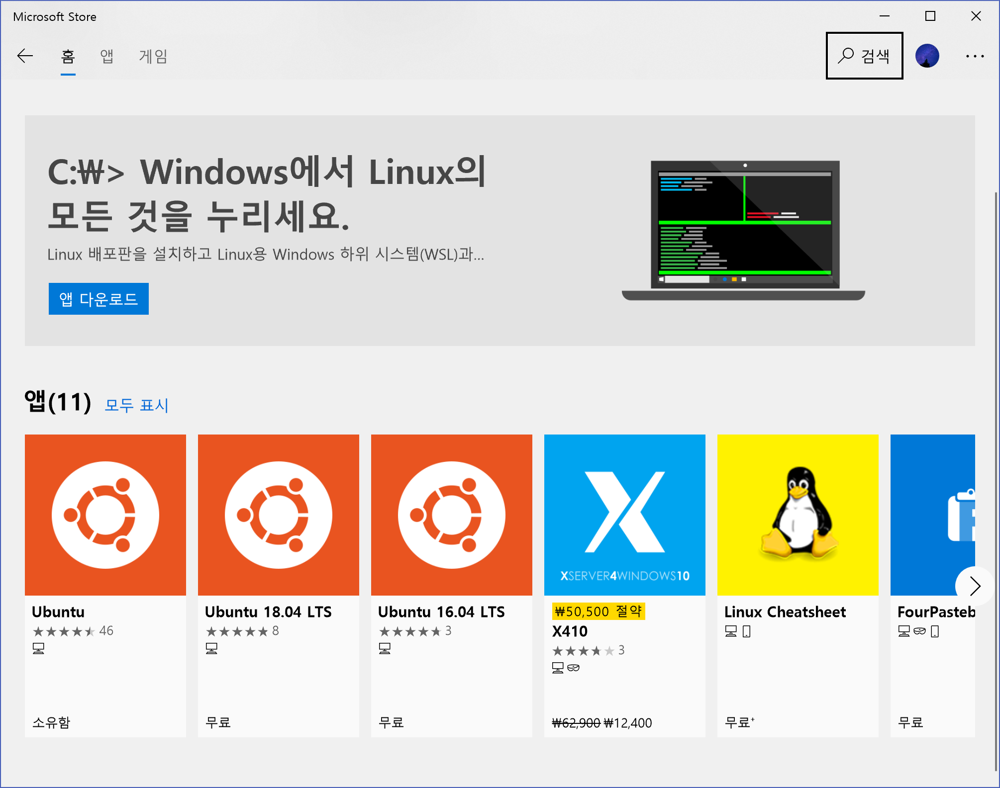 Microsoft Store
홈 앱 게임 검색
C:₩> Windows에서 Linux의
모든 것을 누리세요.
Linux 배포판을 설치하고 Linux용 Windows 하위 시스템(WSL)과...
앱 다운로드
앱(11) 모두 표시
XSERVER4WINDOWS10
Ubuntu
46
소유함
Ubuntu 18.04 LTS
8
무료
Ubuntu 16.04 LTS
3
무료
₩50,500 절약
X410
3
₩62,900 ₩12,400
Linux Cheatsheet
무료+
FourPasteb
무료